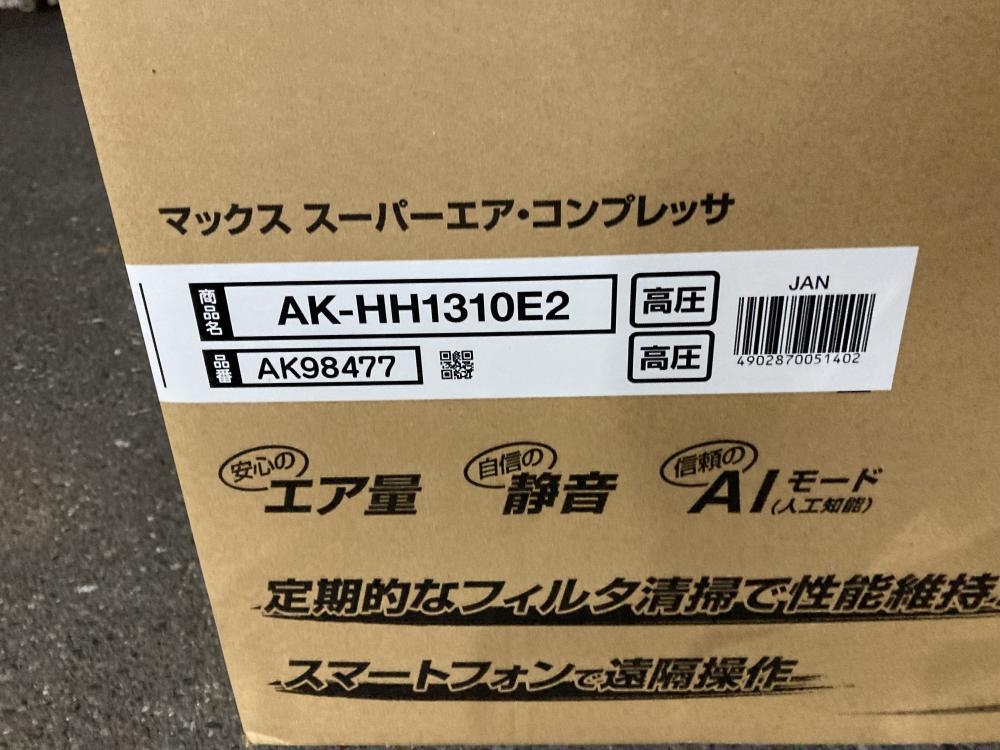 マックス スーパーエア・コンプレッサ
商品名 AK-HH1310E2 高圧
品番 AK98477 高圧
JAN
4902870051402
安心の エア量
自信の 静音
信頼の AIモード(人工知能)
定期的なフィルタ清掃で性能維持
スマートフォンで遠隔操作